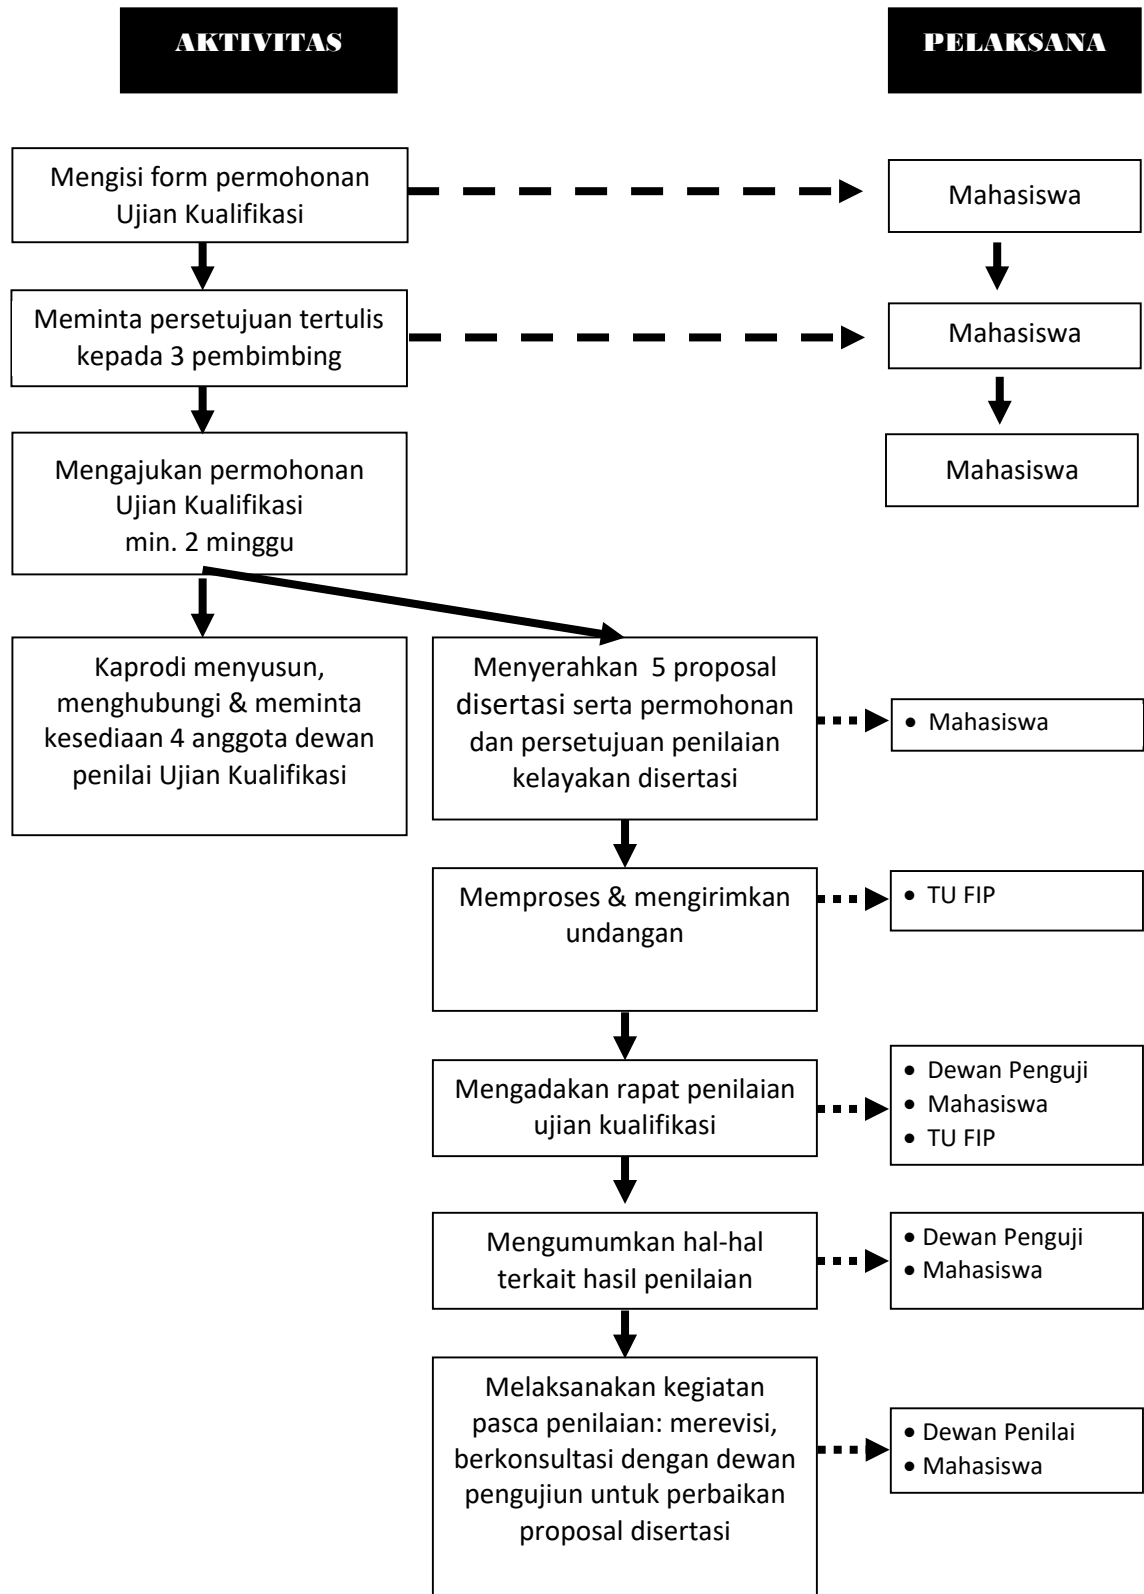 AKTIVITAS
PELAKSANA
Mengisi form permohonan
Ujian Kualifikasi
Mahasiswa
Meminta persetujuan tertulis
kepada 3 pembimbing
Mahasiswa
Mengajukan permohonan
Ujian Kualifikasi
min. 2 minggu
Mahasiswa
Kaprodi menyusun,
menghubungi & meminta
kesediaan 4 anggota dewan
penilai Ujian Kualifikasi
Menyerahkan 5 proposal
disertasi serta permohonan
dan persetujuan penilaian
kelayakan disertasi
• Mahasiswa
Memproses & mengirimkan
undangan
• TU FIP
Mengadakan rapat penilaian
ujian kualifikasi
• Dewan Penguji
• Mahasiswa
• TU FIP
Mengumumkan hal-hal
terkait hasil penilaian
• Dewan Penguji
• Mahasiswa
Melaksanakan kegiatan
pasca penilaian: merevisi,
berkonsultasi dengan dewan
pengujiun untuk perbaikan
proposal disertasi
• Dewan Penilai
• Mahasiswa